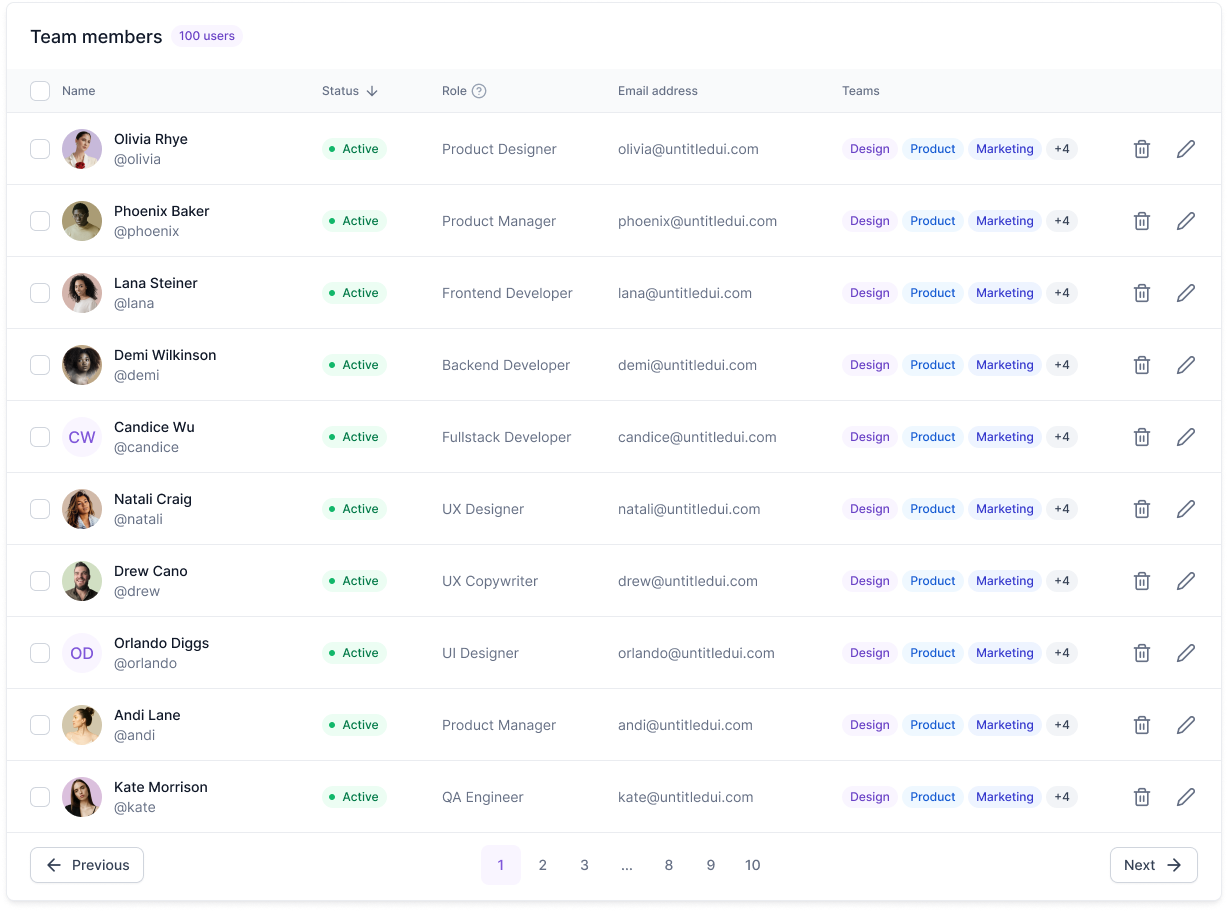 Team members 100 users
Name Status Role Email address Teams
Olivia Rhye
@olivia
Active Product Designer olivia@untitledui.com Design Product Marketing +4
Phoenix Baker
@phoenix
Active Product Manager phoenix@untitledui.com Design Product Marketing +4
Lana Steiner
@lana
Active Frontend Developer lana@untitledui.com Design Product Marketing +4
Demi Wilkinson
@demi
Active Backend Developer demi@untitledui.com Design Product Marketing +4
CW
Candice Wu
@candice
Active Fullstack Developer candice@untitledui.com Design Product Marketing +4
Natali Craig
@natali
Active UX Designer natali@untitledui.com Design Product Marketing +4
Drew Cano
@drew
Active UX Copywriter drew@untitledui.com Design Product Marketing +4
OD
Orlando Diggs
@orlando
Active UI Designer orlando@untitledui.com Design Product Marketing +4
Andi Lane
@andi
Active Product Manager andi@untitledui.com Design Product Marketing +4
Kate Morrison
@kate
Active QA Engineer kate@untitledui.com Design Product Marketing +4
Previous 1 2 3 ... 8 9 10 Next